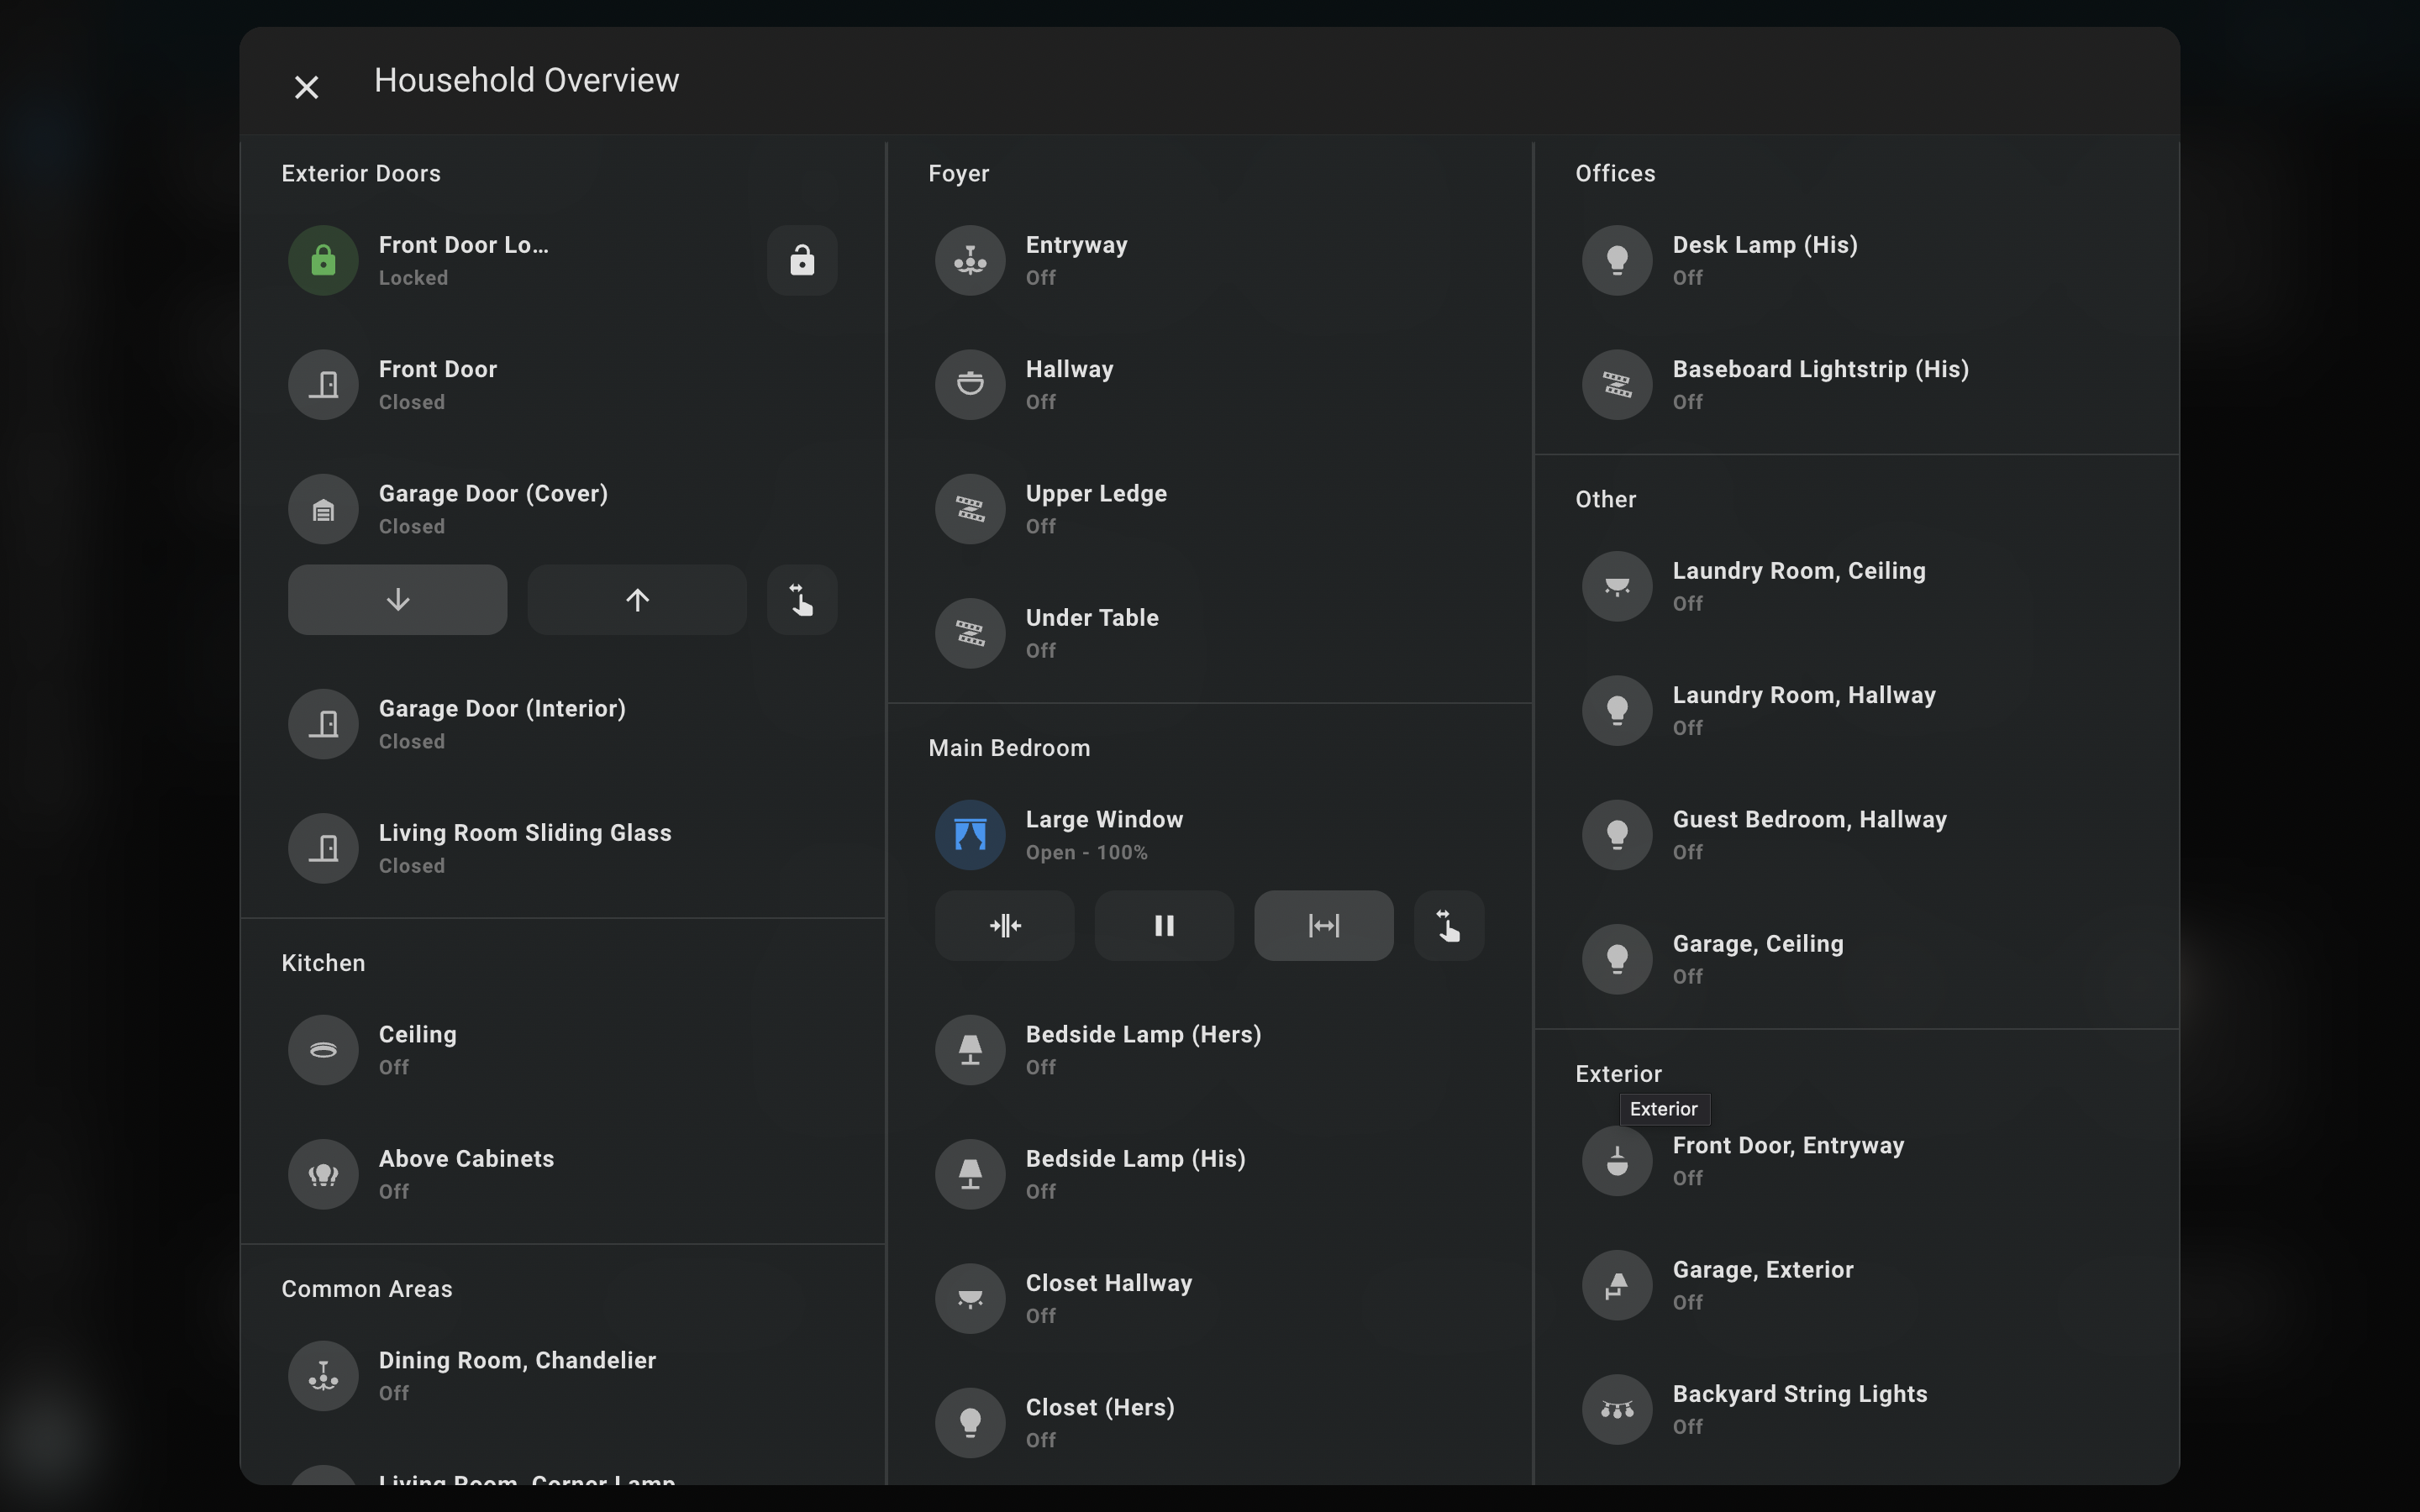 Household Overview
Exterior Doors
Front Door Lo...
Locked
Front Door
Closed
Garage Door (Cover)
Closed
Garage Door (Interior)
Closed
Living Room Sliding Glass
Closed
Kitchen
Ceiling
Off
Above Cabinets
Off
Common Areas
Dining Room, Chandelier
Off
Living Room, Corner Lamp
Foyer
Entryway
Off
Hallway
Off
Upper Ledge
Off
Under Table
Off
Main Bedroom
Large Window
Open - 100%
Bedside Lamp (Hers)
Off
Bedside Lamp (His)
Off
Closet Hallway
Off
Closet (Hers)
Off
Offices
Desk Lamp (His)
Off
Baseboard Lightstrip (His)
Off
Other
Laundry Room, Ceiling
Off
Laundry Room, Hallway
Off
Guest Bedroom, Hallway
Off
Garage, Ceiling
Off
Exterior
Exterior
Front Door, Entryway
Off
Garage, Exterior
Off
Backyard String Lights
Off